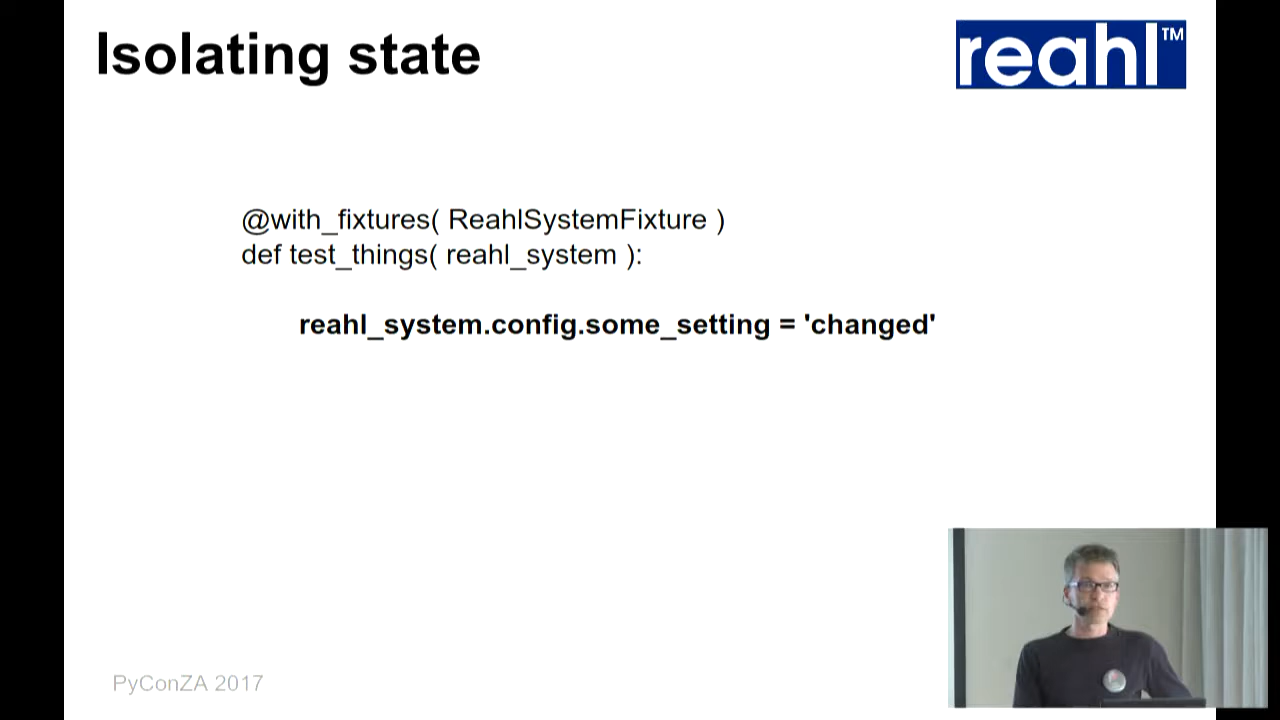 Isolating state
reahl™
@with_fixtures( ReahlSystemFixture )
def test_things( reahl_system ):
reahl_system.config.some_setting = 'changed'
PyConZA 2017